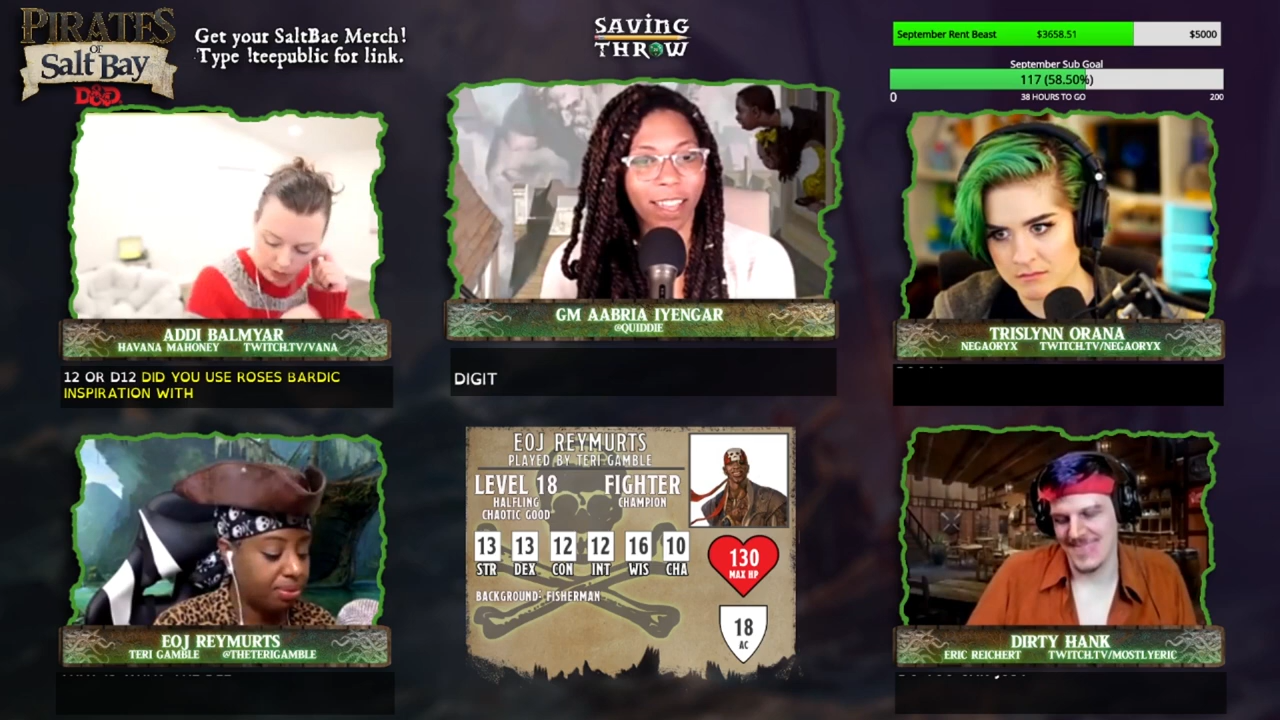 PIRATES
OF
Salt Bay
D&D
Get your SaltBae Merch!
Type !teepublic for link.
SAVING
THROW
September Rent Beast $3658.51 $5000
September Sub Goal
117 (58.50%)
0 38 HOURS TO GO 200
ADDI BALMYAR
HAVANA MAHONEY TWITCH.TV/VANA
12 OR D12 DID YOU USE ROSES BARDIC
INSPIRATION WITH
GM AABRIA IYENGAR
@QUIDDIE
DIGIT
TRISLYNN ORANA
NEGAORYX TWITCH.TV/NEGAORYX
EOJ REYMURTS
TERI GAMBLE @THETERIGAMBLE
EOJ REYMURTS
PLAYED BY TERI GAMBLE
LEVEL 18 FIGHTER
HALFLING CHAMPION
CHAOTIC GOOD
13 13 12 12 16 10
STR DEX CON INT WIS CHA
BACKGROUND: FISHERMAN
130
MAX HP
18
AC
DIRTY HANK
ERIC REICHERT TWITCH.TV/MOSTLYERIC